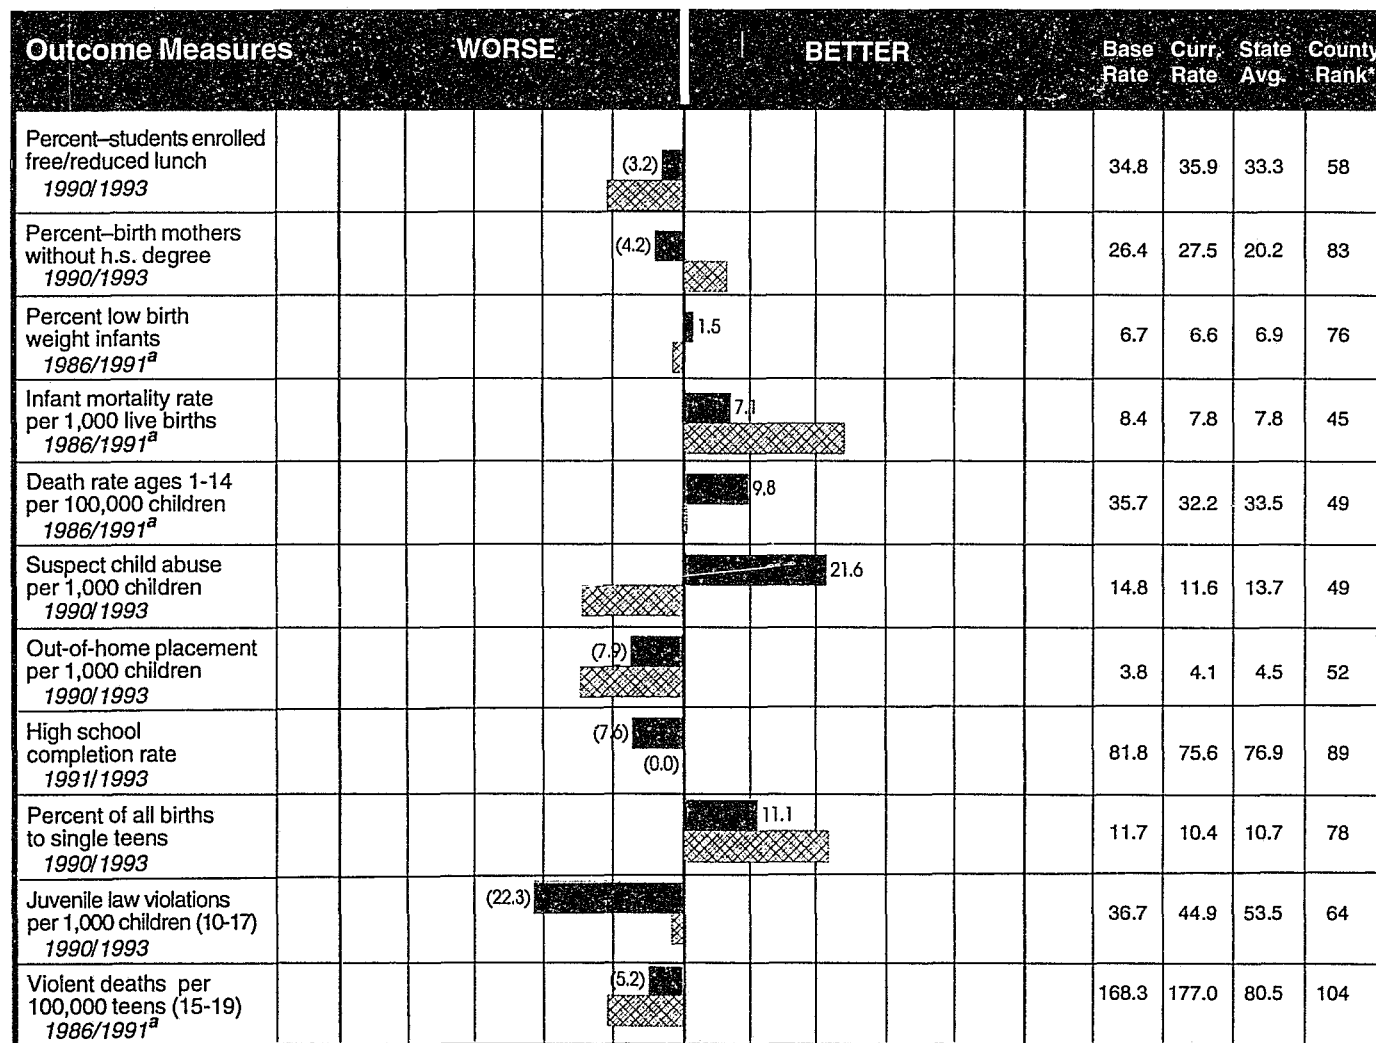 Outcome Measures WORSE BETTER Base Rate Curr. Rate State Avg. County Rank*
Percent–students enrolled
free/reduced lunch
1990/1993
(3.2)
34.8 35.9 33.3 58
Percent–birth mothers
without h.s. degree
1990/1993
(4.2)
26.4 27.5 20.2 83
Percent low birth
weight infants
1986/1991a
1.5
6.7 6.6 6.9 76
Infant mortality rate
per 1,000 live births
1986/1991a
7.1
8.4 7.8 7.8 45
Death rate ages 1-14
per 100,000 children
1986/1991a
9.8
35.7 32.2 33.5 49
Suspect child abuse
per 1,000 children
1990/1993
21.6
14.8 11.6 13.7 49
Out-of-home placement
per 1,000 children
1990/1993
(7.9)
3.8 4.1 4.5 52
High school
completion rate
1991/1993
(7.6)
(0.0)
81.8 75.6 76.9 89
Percent of all births
to single teens
1990/1993
11.1
11.7 10.4 10.7 78
Juvenile law violations
per 1,000 children (10-17)
1990/1993
(22.3)
36.7 44.9 53.5 64
Violent deaths per
100,000 teens (15-19)
1986/1991a
(5.2)
168.3 177.0 80.5 104